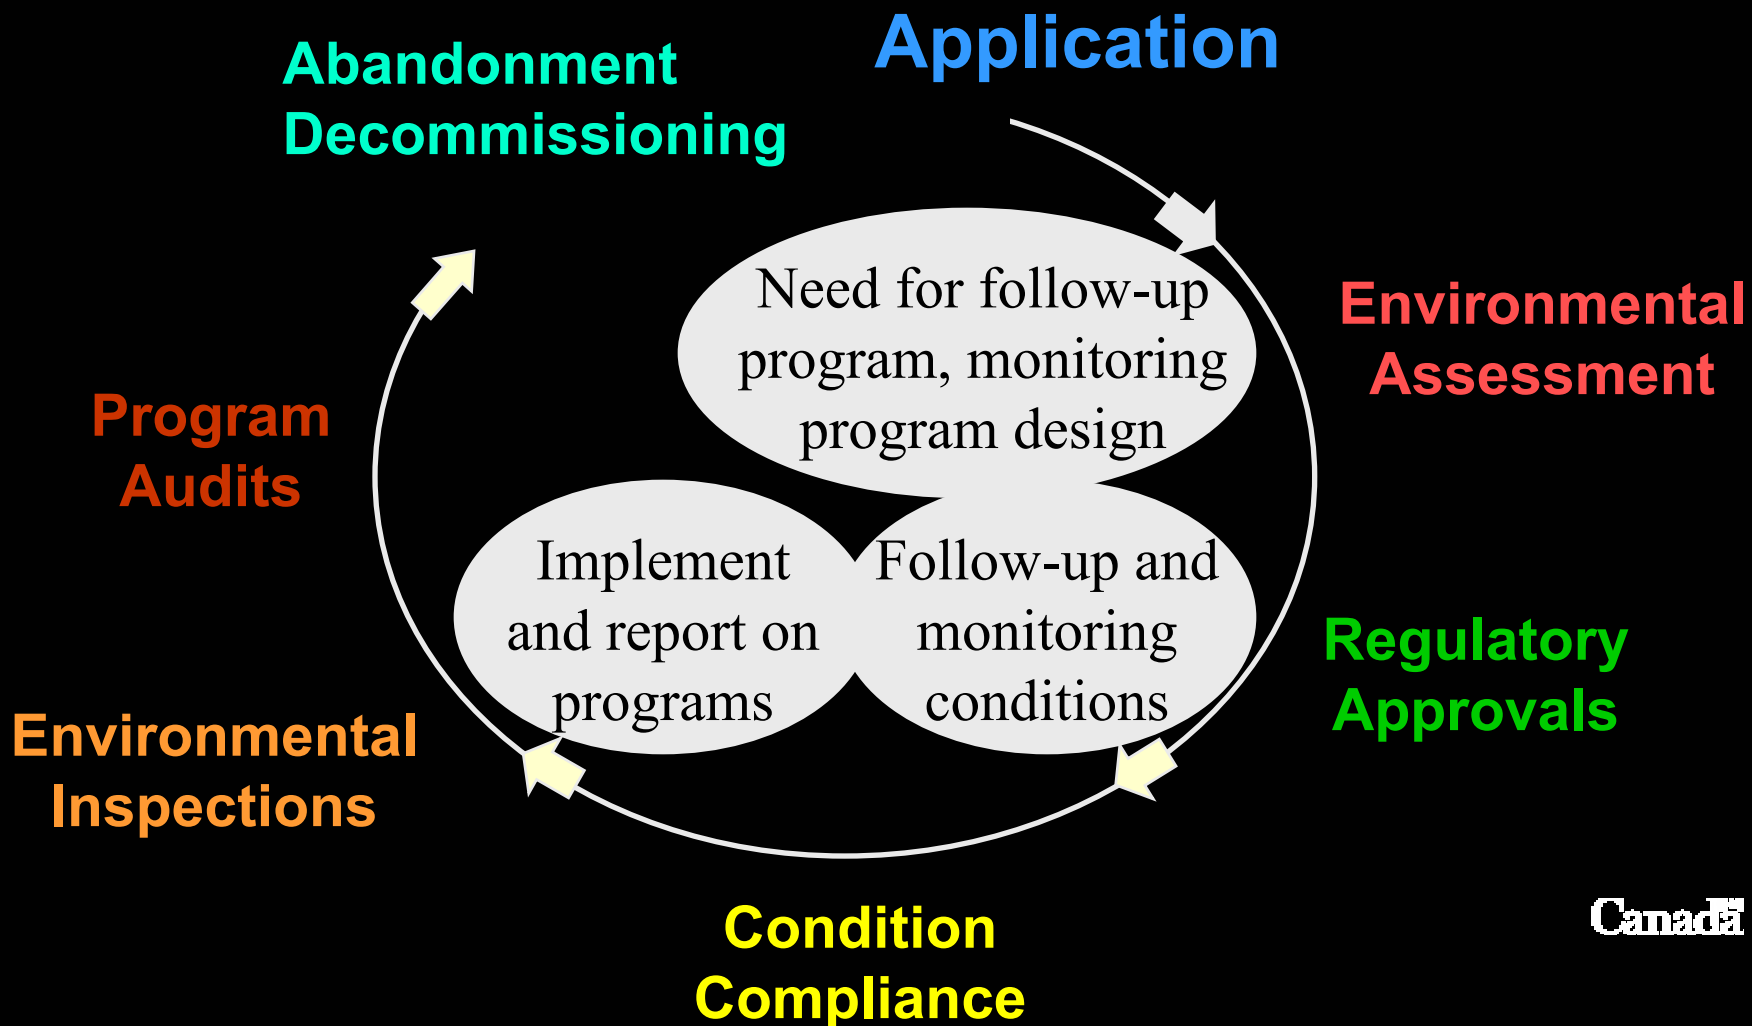 Application
Abandonment
Decommissioning
Need for follow-up
program, monitoring
program design
Environmental
Assessment
Program
Audits
Implement
and report on
programs
Follow-up and
monitoring
conditions
Regulatory
Approvals
Environmental
Inspections
Condition
Compliance
Canada